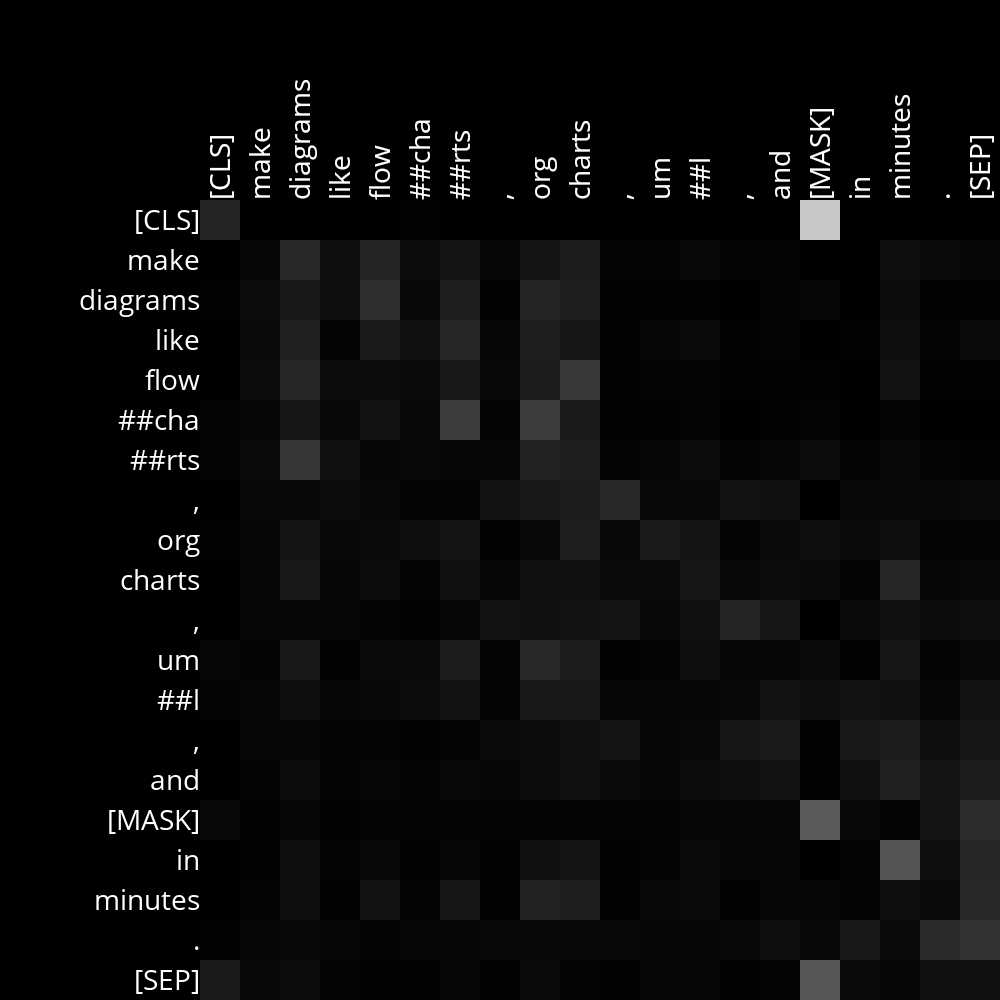 [CLS] make diagrams like flow ##cha ##rts , org charts , um ##l , and [MASK] in minutes . [SEP]
[CLS]
make
diagrams
like
flow
##cha
##rts
,
org
charts
,
um
##l
,
and
[MASK]
in
minutes
.
[SEP]